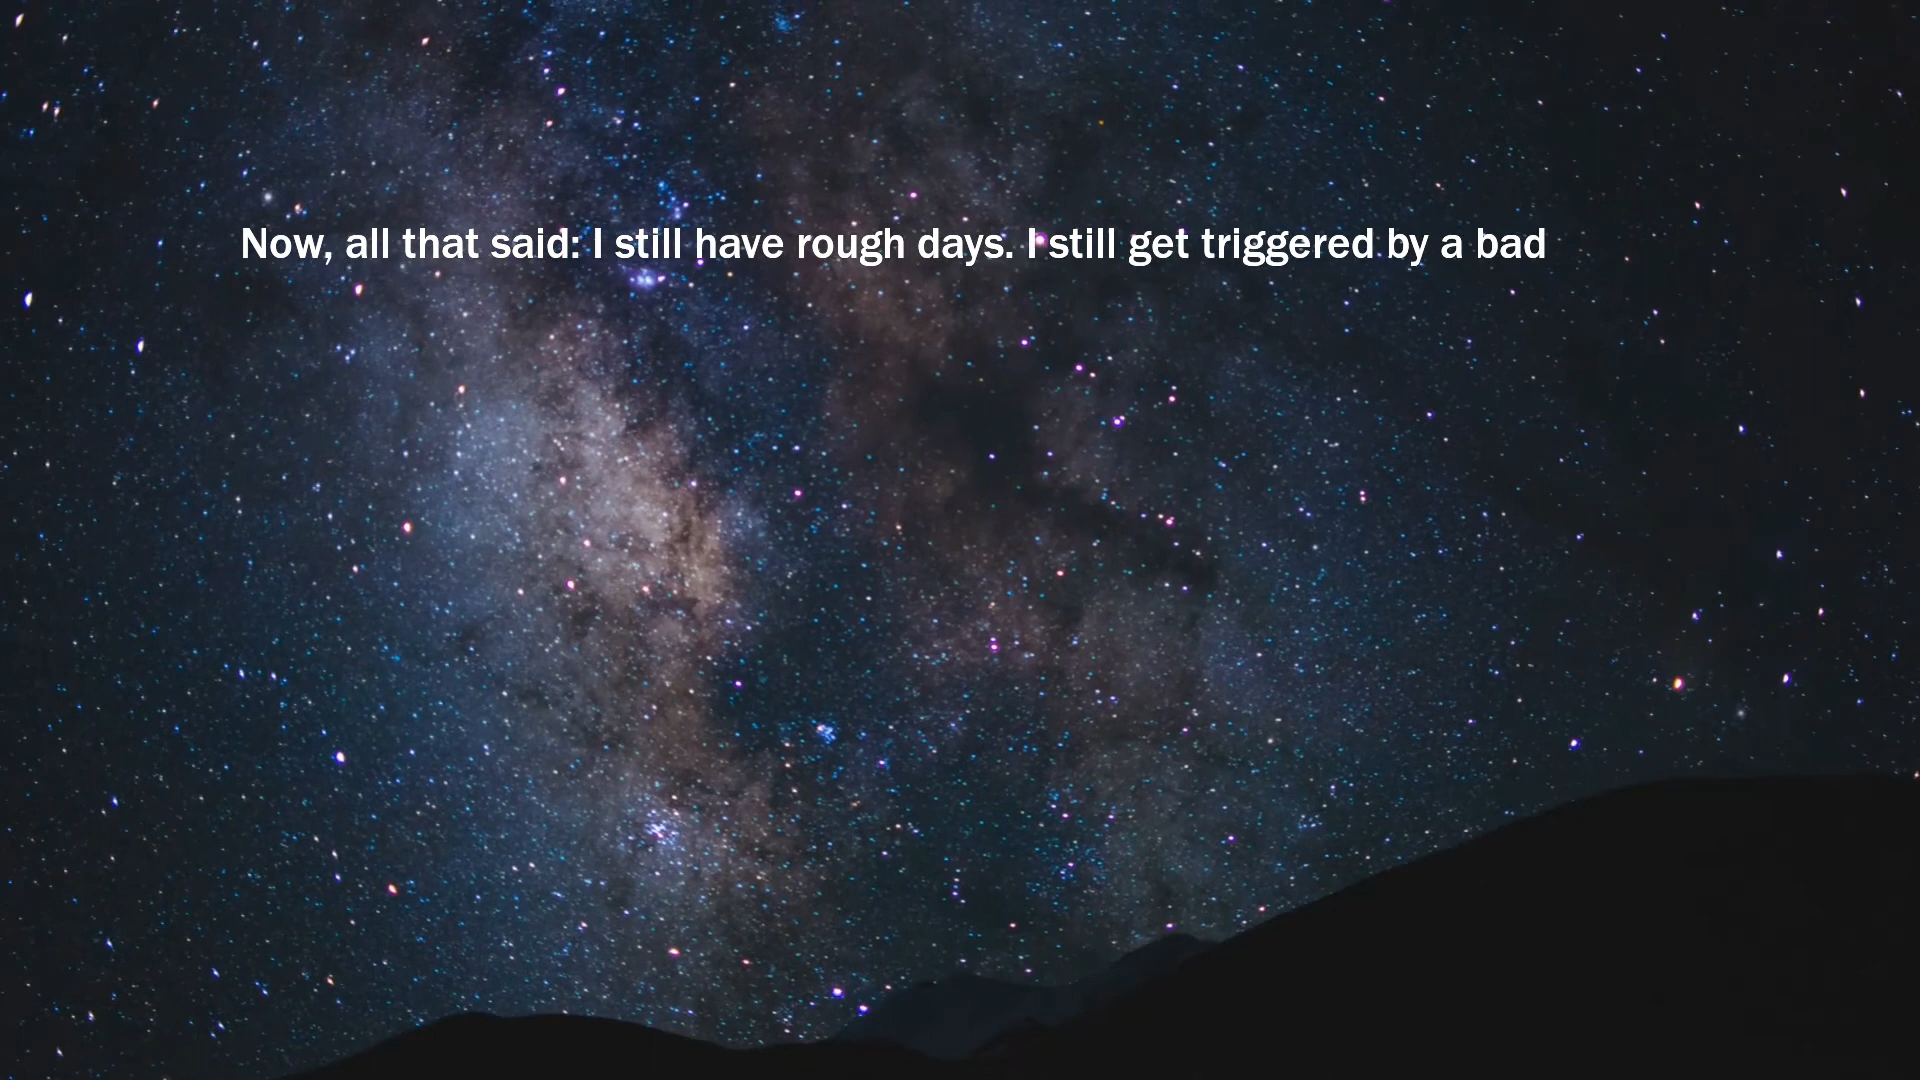 Now, all that said: I still have rough days. I still get triggered by a bad